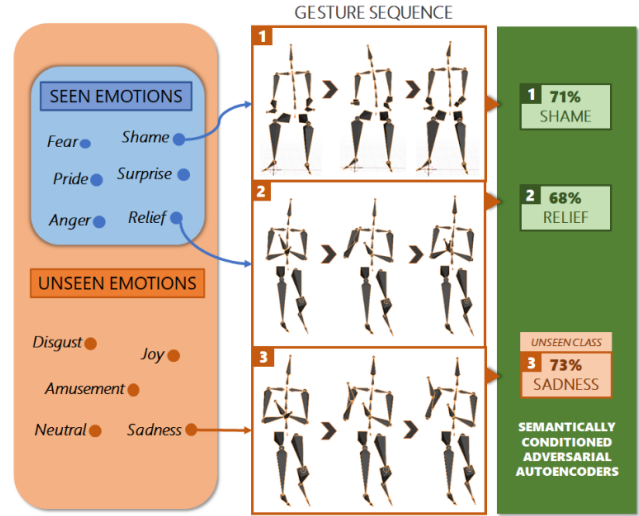 GESTURE SEQUENCE
SEEN EMOTIONS
Fear
Shame
Pride
Surprise
Anger
Relief
UNSEEN EMOTIONS
Disgust
Joy
Amusement
Neutral
Sadness
1
2
3
1 71%
SHAME
2 68%
RELIEF
UNSEEN CLASS
3 73%
SADNESS
SEMANTICALLY
CONDITIONED
ADVERSARIAL
AUTOENCODERS